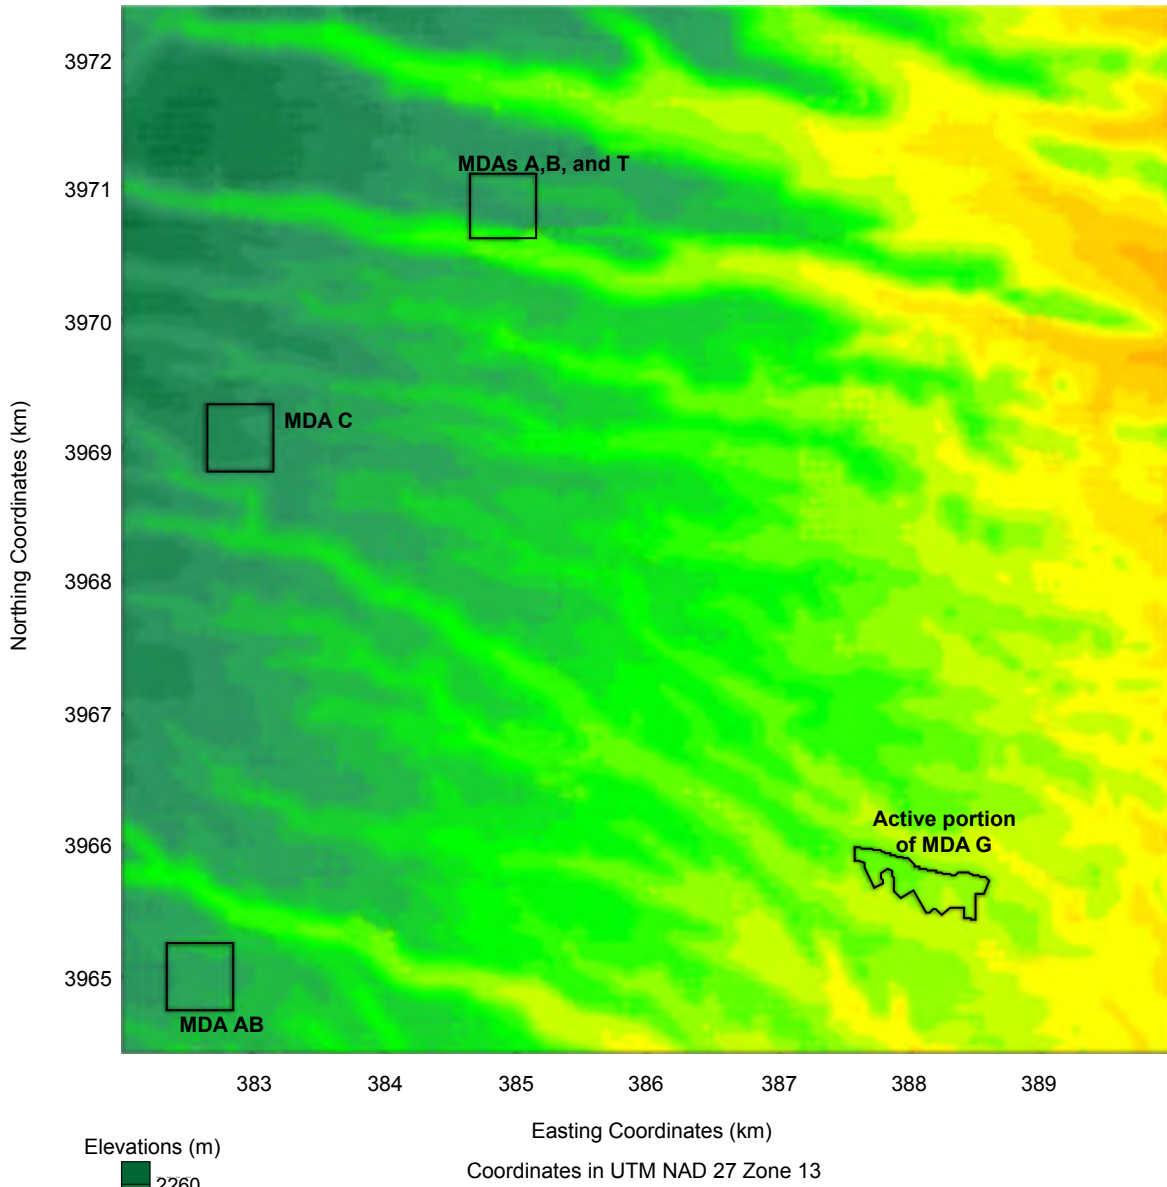 3972
MDAs A,B, and T
3971
3970
MDA C
3969
3968
3967
Active portion
of MDA G
3966
3965
MDA AB
Northing Coordinates (km)
383 384 385 386 387 388 389
Easting Coordinates (km)
Elevations (m)
Coordinates in UTM NAD 27 Zone 13
2260